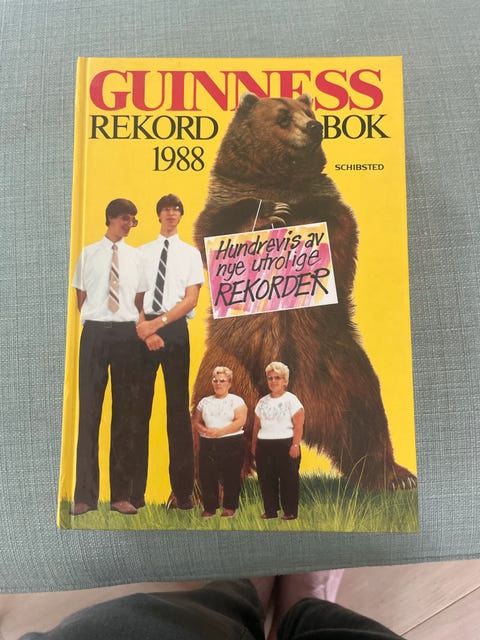 GUINNESS
REKORD BOK
1988
SCHIBSTED
Hundrevis av
nye utrolige
REKORDER